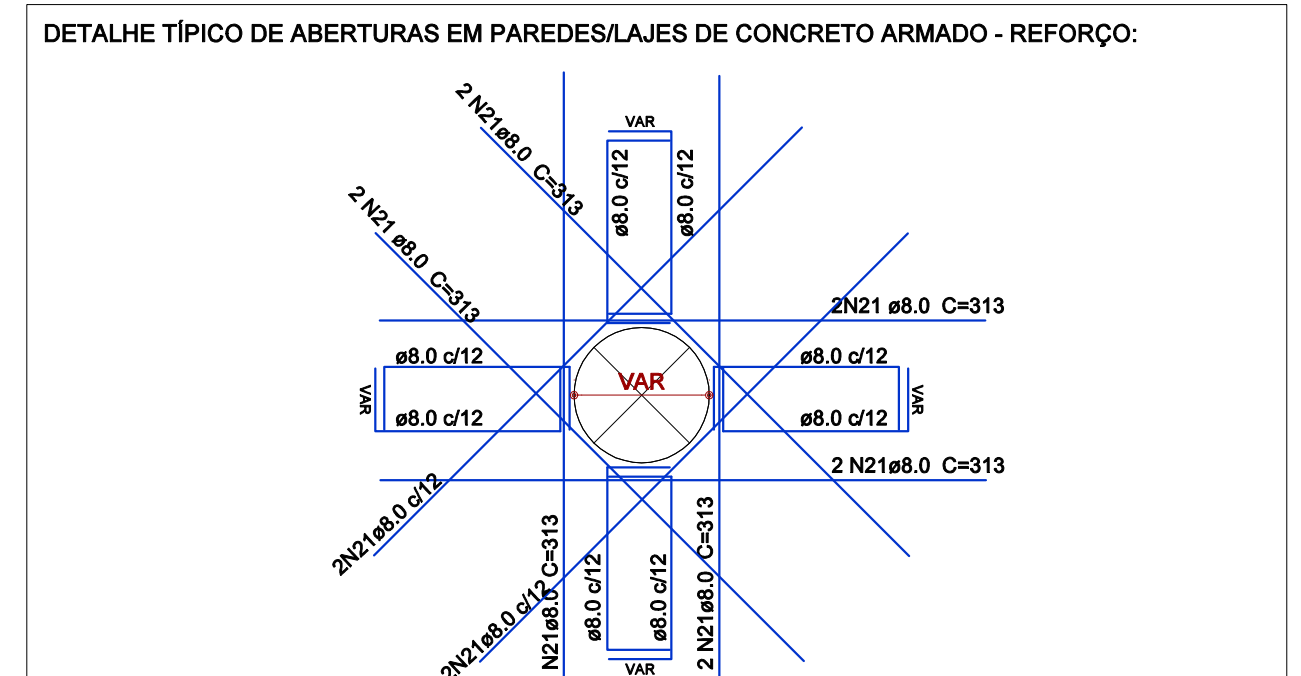 DETALHE TÍPICO DE ABERTURAS EM PAREDES/LAJES DE CONCRETO ARMADO - REFORÇO:
2 N21ø8.0 C=313
VAR
ø8.0 c/12
ø8.0 c/12
2 N21 ø8.0 C=313
2N21 ø8.0 C=313
ø8.0 c/12
ø8.0 c/12
VAR
VAR
VAR
ø8.0 c/12
ø8.0 c/12
2 N21ø8.0 C=313
2N21ø8.0 c/12
2N21ø8.0 c/12
N21ø8.0 C=313
ø8.0 c/12
ø8.0 c/12
2 N21ø8.0 C=313
VAR